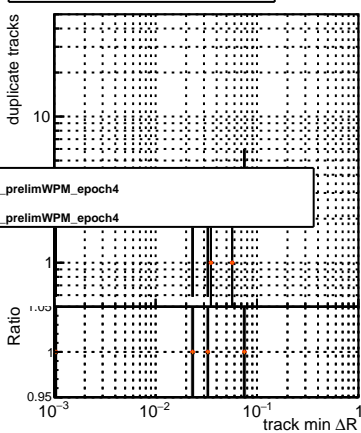 duplicate tracks
10
_prelimWPM_epoch4
_prelimWPM_epoch4
1
Ratio
1.05
1
0.95
10−3 10−2 10−1 1
track min ΔR